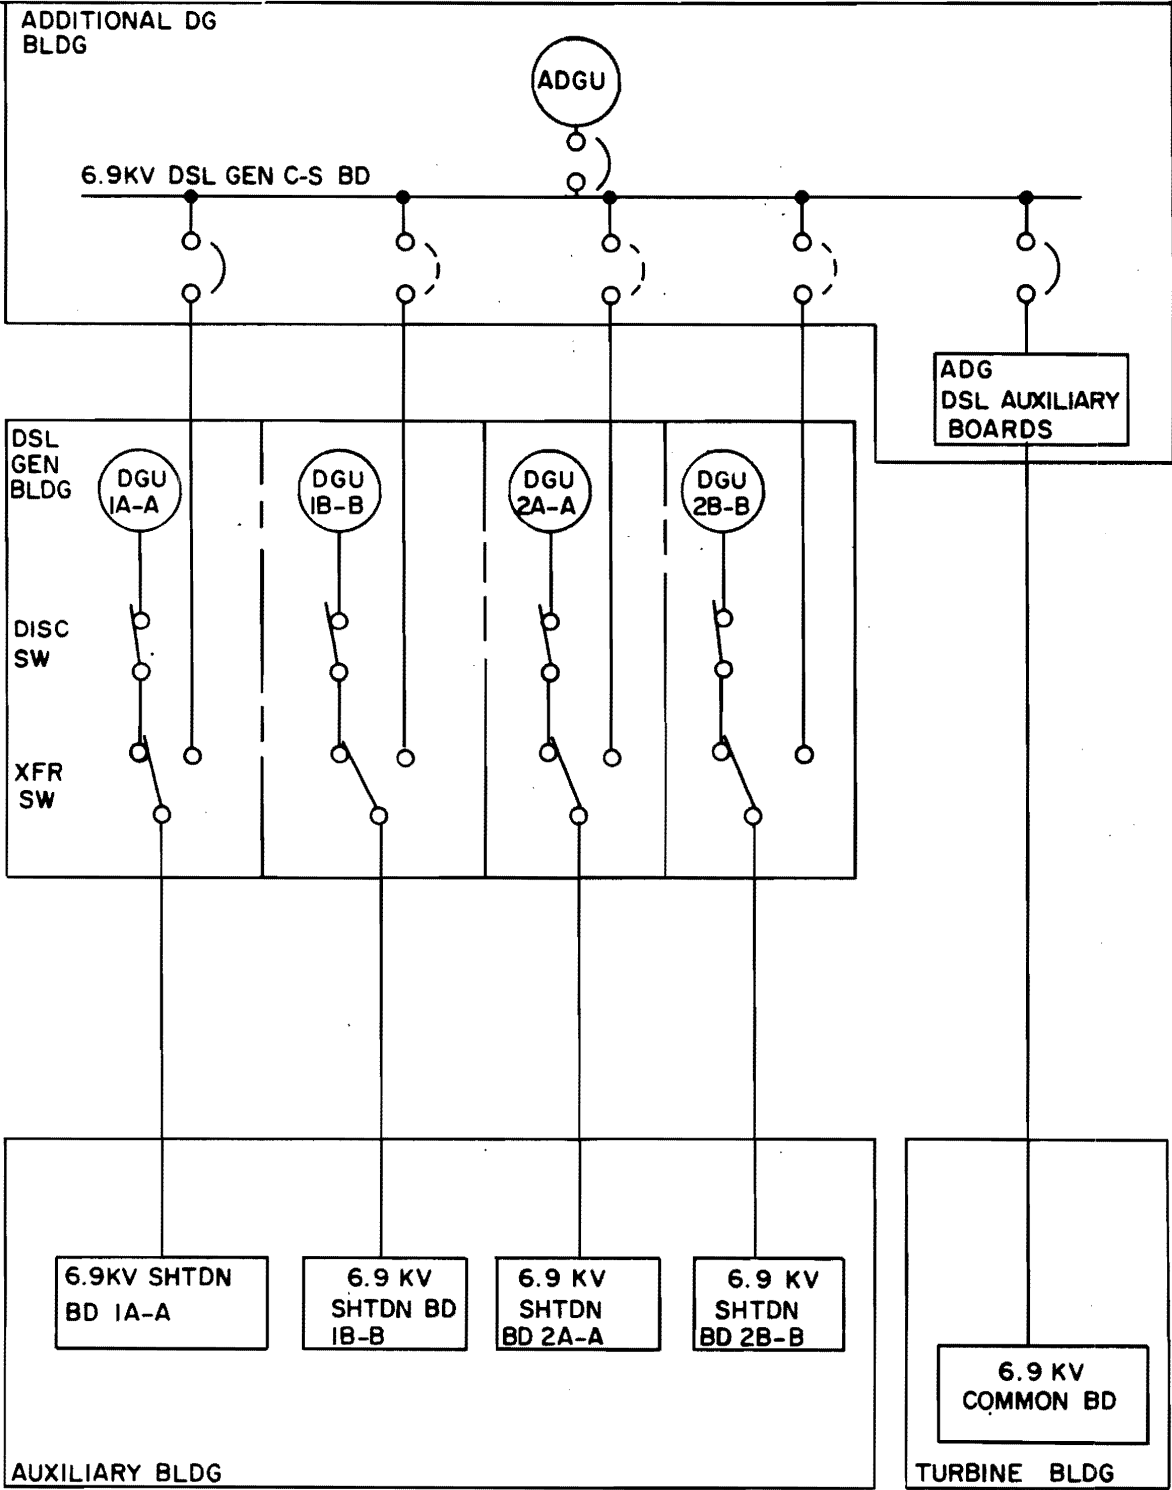 ADDITIONAL DG
BLDG
ADGU
6.9KV DSL GEN C-S BD
ADG
DSL AUXILIARY
BOARDS
DSL
GEN
BLDG
DGU
1A-A
DGU
1B-B
DGU
2A-A
DGU
2B-B
DISC
SW
XFR
SW
6.9KV SHTDN
BD 1A-A
6.9 KV
SHTDN BD
1B-B
6.9 KV
SHTDN
BD 2A-A
6.9 KV
SHTDN
BD 2B-B
6.9 KV
COMMON BD
AUXILIARY BLDG
TURBINE BLDG